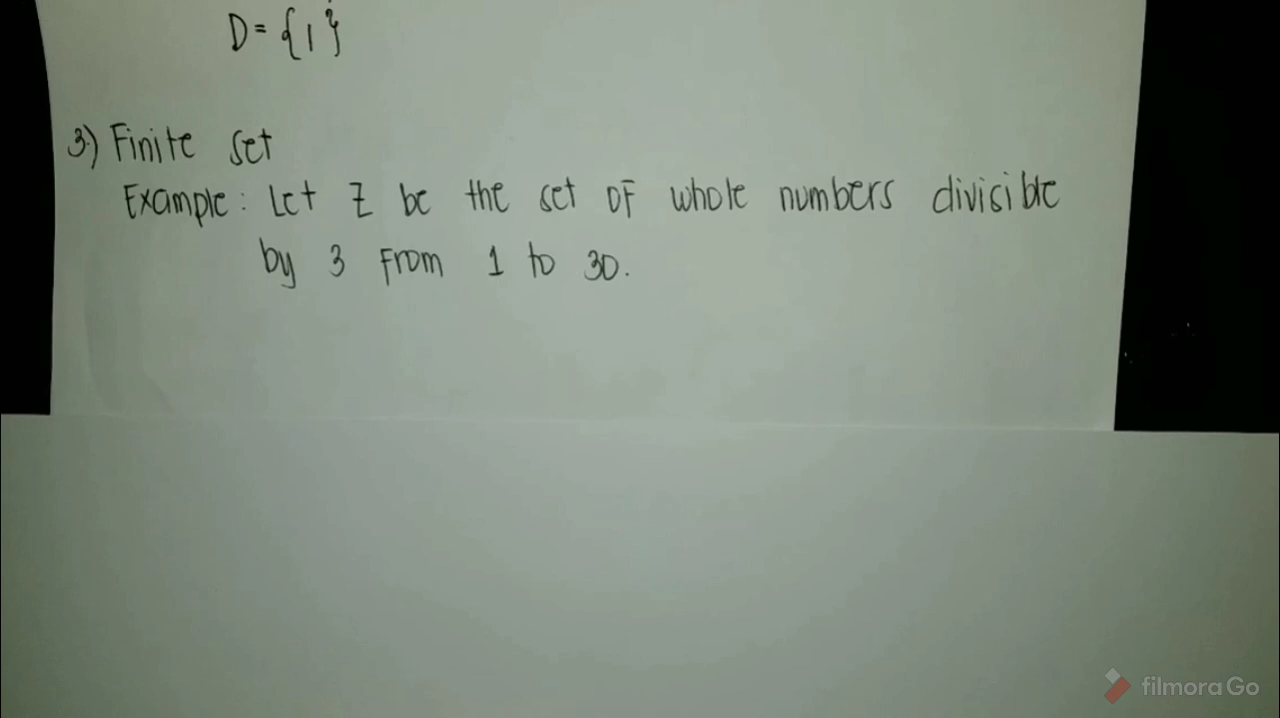 D = {1}
3.) Finite set
Example: Let Z be the set of whole numbers divisible
by 3 from 1 to 30.
filmora Go